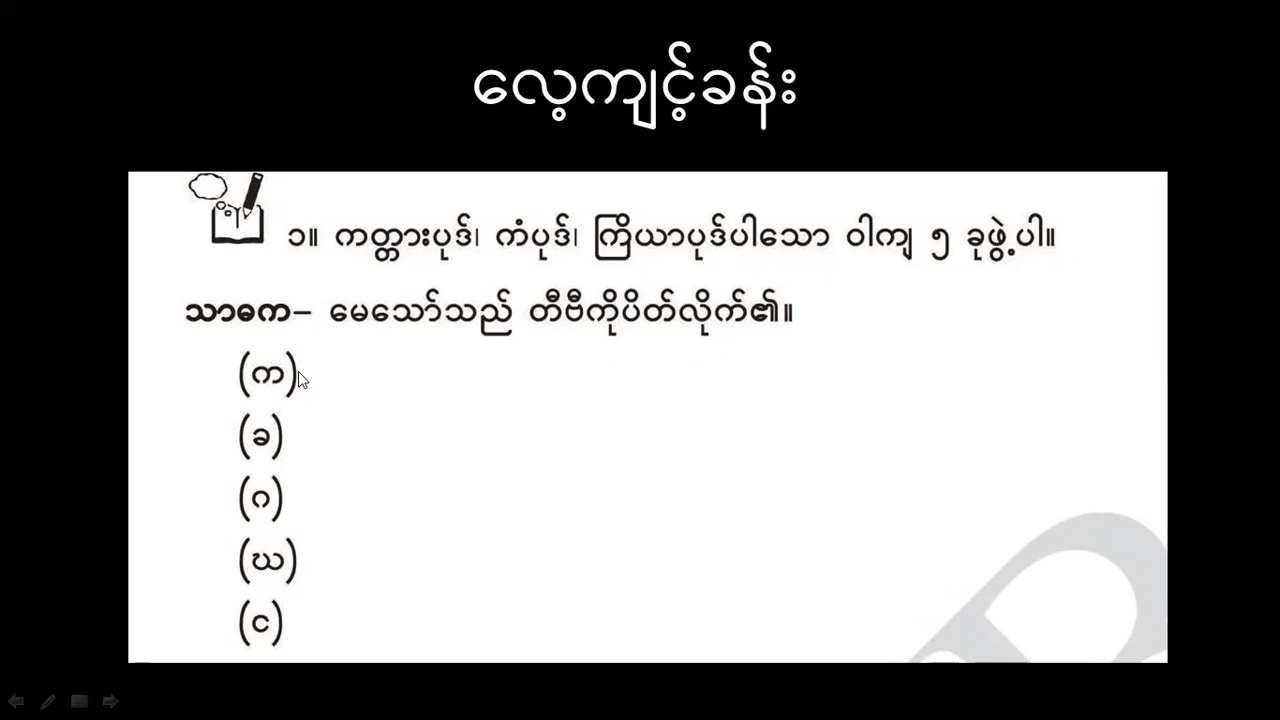 လေ့ကျင့်ခန်း
၁။ ကတ္တားပုဒ်၊ ကံပုဒ်၊ ကြိယာပုဒ်ပါသော ဝါကျ ၅ ခုဖွဲ့ပါ။
သာဓက– မေသော်သည် တီဗီကိုပိတ်လိုက်၏။
(က)
(ခ)
(ဂ)
(ဃ)
(င)